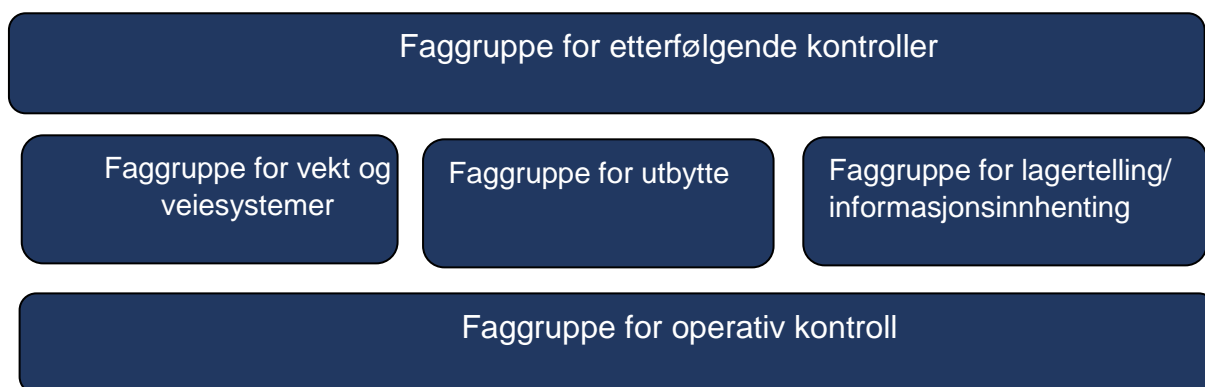 Faggruppe for etterfølgende kontroller
Faggruppe for vekt og
veiesystemer
Faggruppe for utbytte
Faggruppe for lagertelling/
informasjonsinnhenting
Faggruppe for operativ kontroll